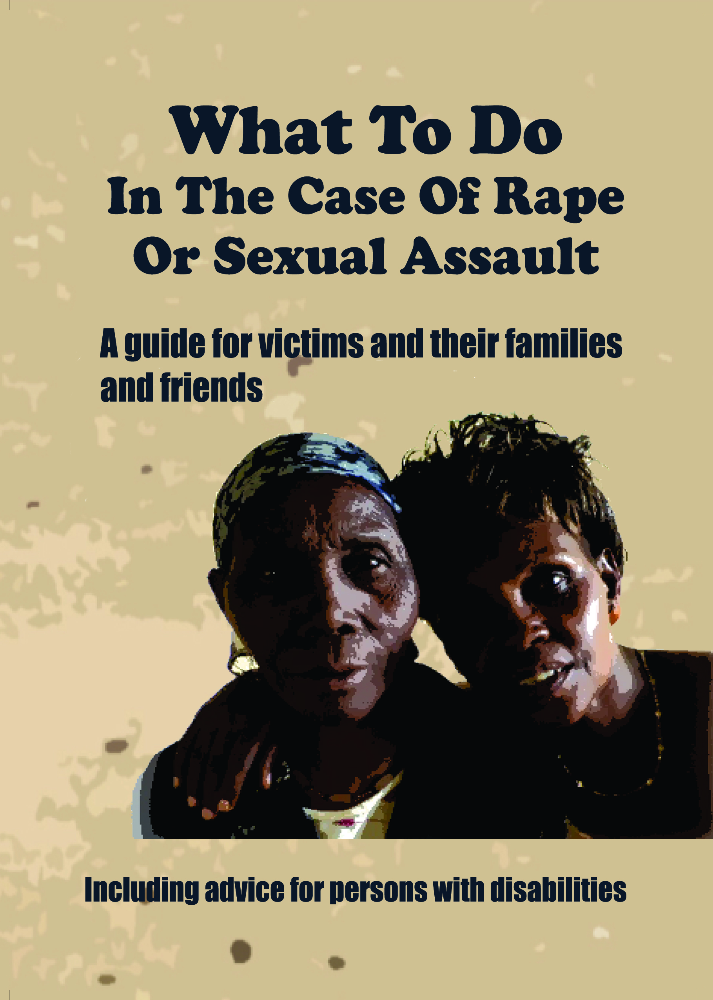 What To Do
In The Case Of Rape
Or Sexual Assault
A guide for victims and their families
and friends
Including advice for persons with disabilities